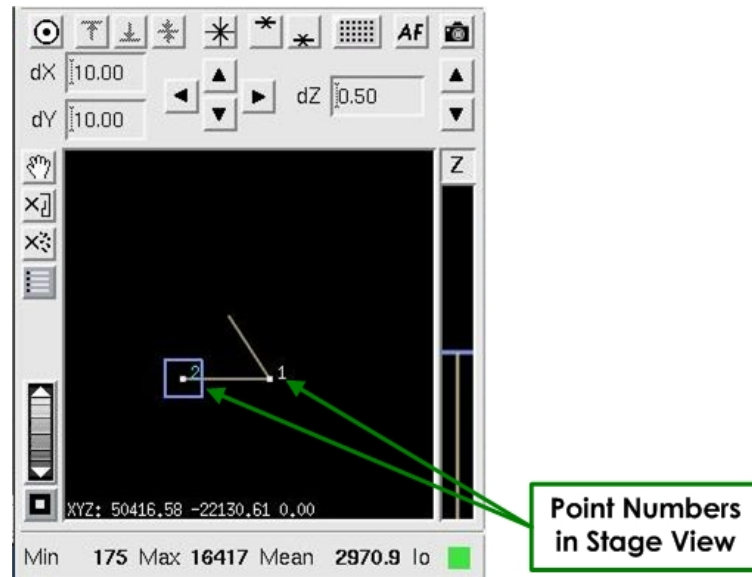 AF
dX 10.00
dZ 0.50
dY 10.00
Z
2 1
XYZ: 50416.58 -22130.61 0.00
Point Numbers
in Stage View
Min 175 Max 16417 Mean 2970.9 Io